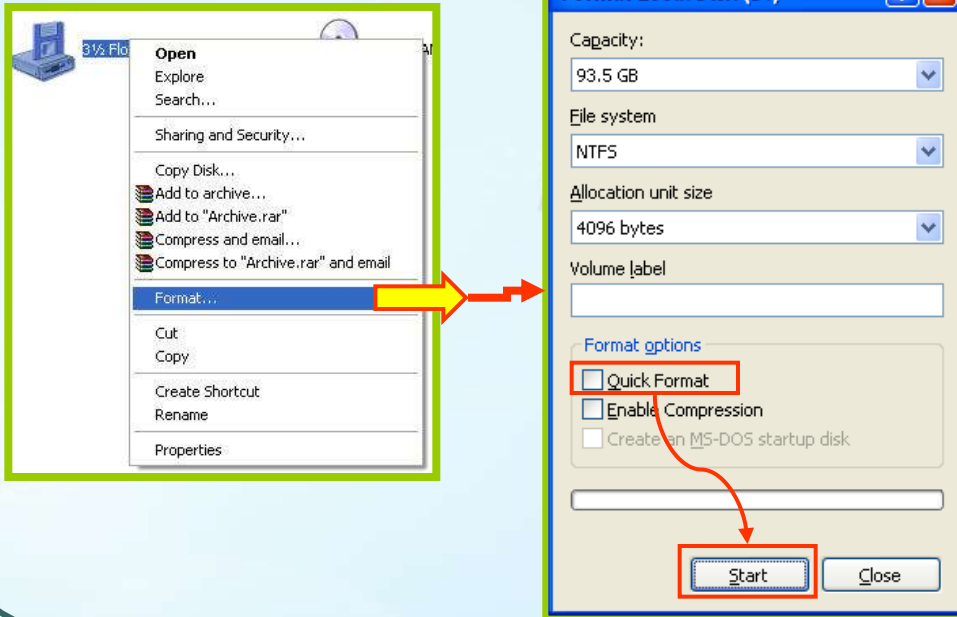 3½ Flo
Open
Explore
Search...
Sharing and Security...
Copy Disk...
Add to archive...
Add to "Archive.rar"
Compress and email...
Compress to "Archive.rar" and email
Format...
Cut
Copy
Create Shortcut
Rename
Properties
Capacity:
93.5 GB
File system
NTFS
Allocation unit size
4096 bytes
Volume label
Format options
Quick Format
Enable Compression
Create an MS-DOS startup disk
Start
Close